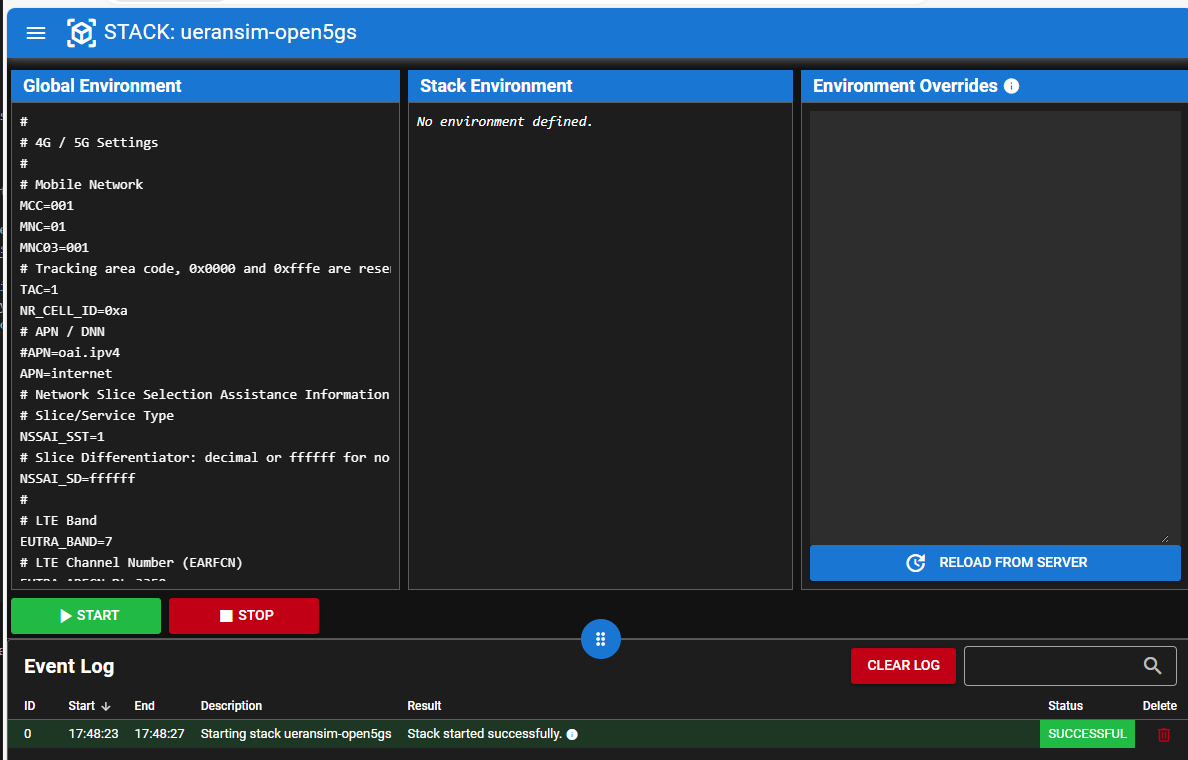 STACK: ueransim-open5gs
Global Environment
#
# 4G / 5G Settings
#
# Mobile Network
MCC=001
MNC=01
MNC03=001
# Tracking area code, 0x0000 and 0xfffe are rese
TAC=1
NR_CELL_ID=0xa
# APN / DNN
#APN=oai.ipv4
APN=internet
# Network Slice Selection Assistance Information
# Slice/Service Type
NSSAI_SST=1
# Slice Differentiator: decimal or ffffff for no
NSSAI_SD=ffffff
#
# LTE Band
EUTRA_BAND=7
# LTE Channel Number (EARFCN)
Stack Environment
No environment defined.
Environment Overrides
RELOAD FROM SERVER
START STOP
Event Log
CLEAR LOG
ID Start End Description Result Status Delete
0 17:48:23 17:48:27 Starting stack ueransim-open5gs Stack started successfully. SUCCESSFUL